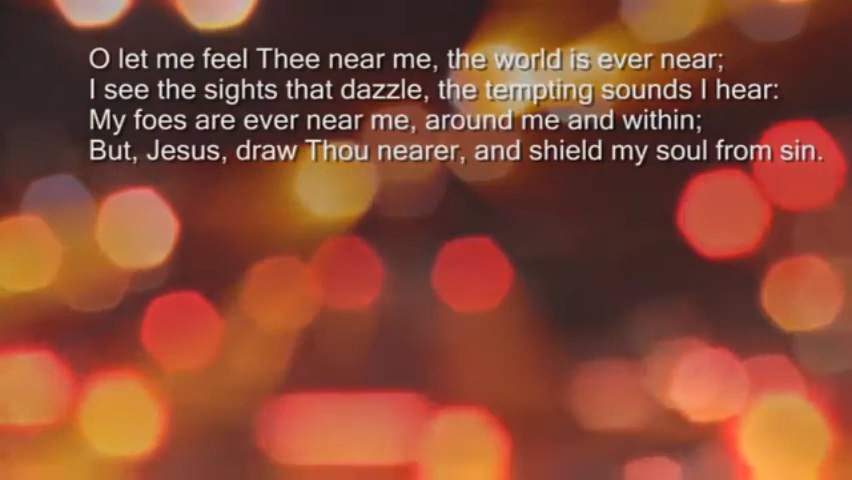 O let me feel Thee near me, the world is ever near;
I see the sights that dazzle, the tempting sounds I hear:
My foes are ever near me, around me and within;
But, Jesus, draw Thou nearer, and shield my soul from sin.